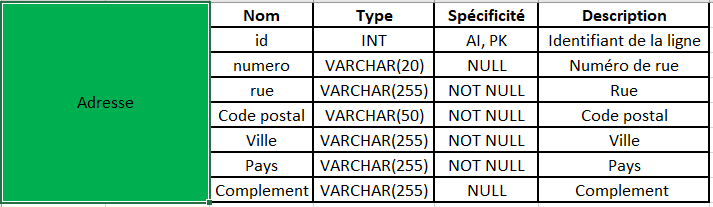 Nom Type Spécificité Description
id INT AI, PK Identifiant de la ligne
numero VARCHAR(20) NULL Numéro de rue
rue VARCHAR(255) NOT NULL Rue
Adresse
Code postal VARCHAR(50) NOT NULL Code postal
Ville VARCHAR(255) NOT NULL Ville
Pays VARCHAR(255) NOT NULL Pays
Complement VARCHAR(255) NULL Complement